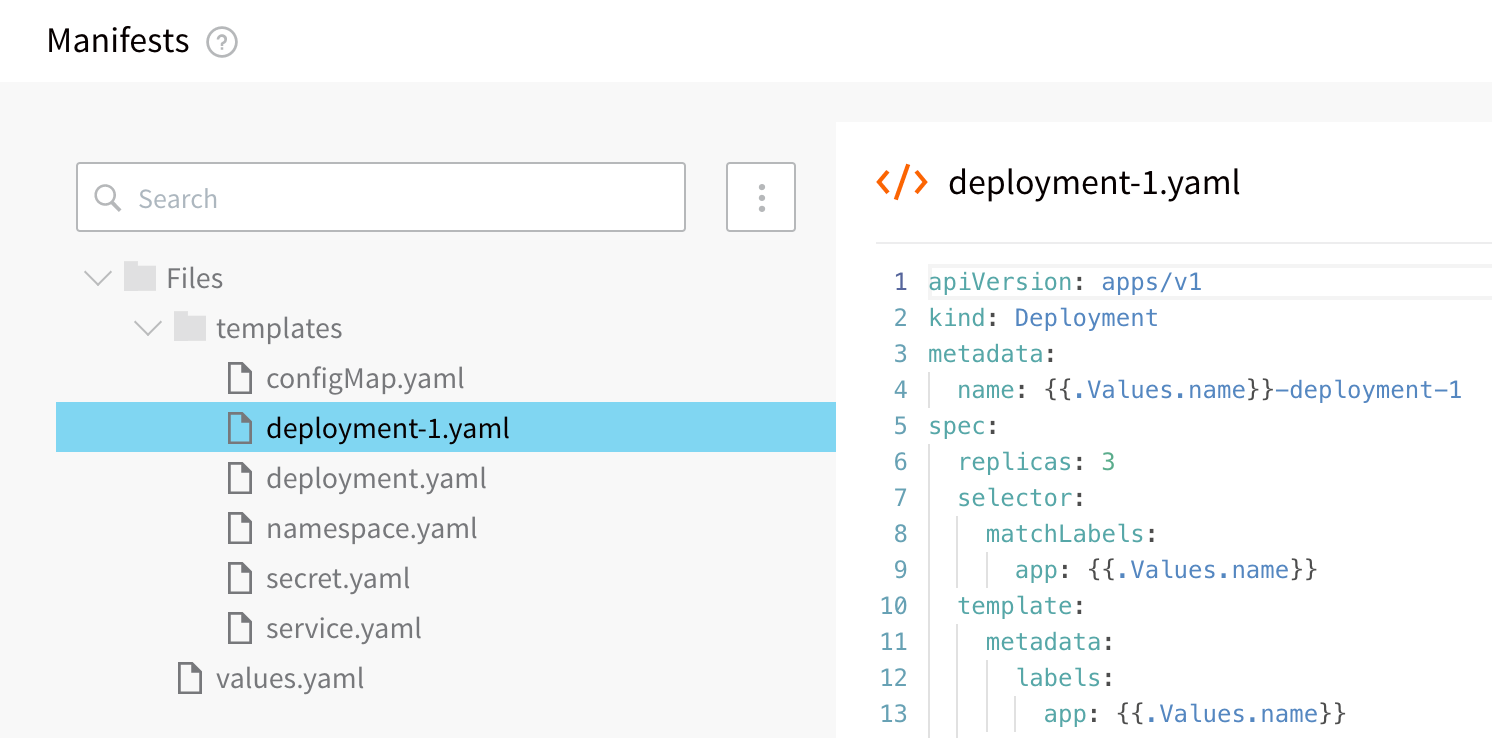 Manifests ?
Search
Files
templates
configMap.yaml
deployment-1.yaml
deployment.yaml
namespace.yaml
secret.yaml
service.yaml
values.yaml
</> deployment-1.yaml
1 apiVersion: apps/v1
2 kind: Deployment
3 metadata:
4   name: {{.Values.name}}-deployment-1
5 spec:
6   replicas: 3
7   selector:
8     matchLabels:
9       app: {{.Values.name}}
10   template:
11     metadata:
12       labels:
13         app: {{.Values.name}}